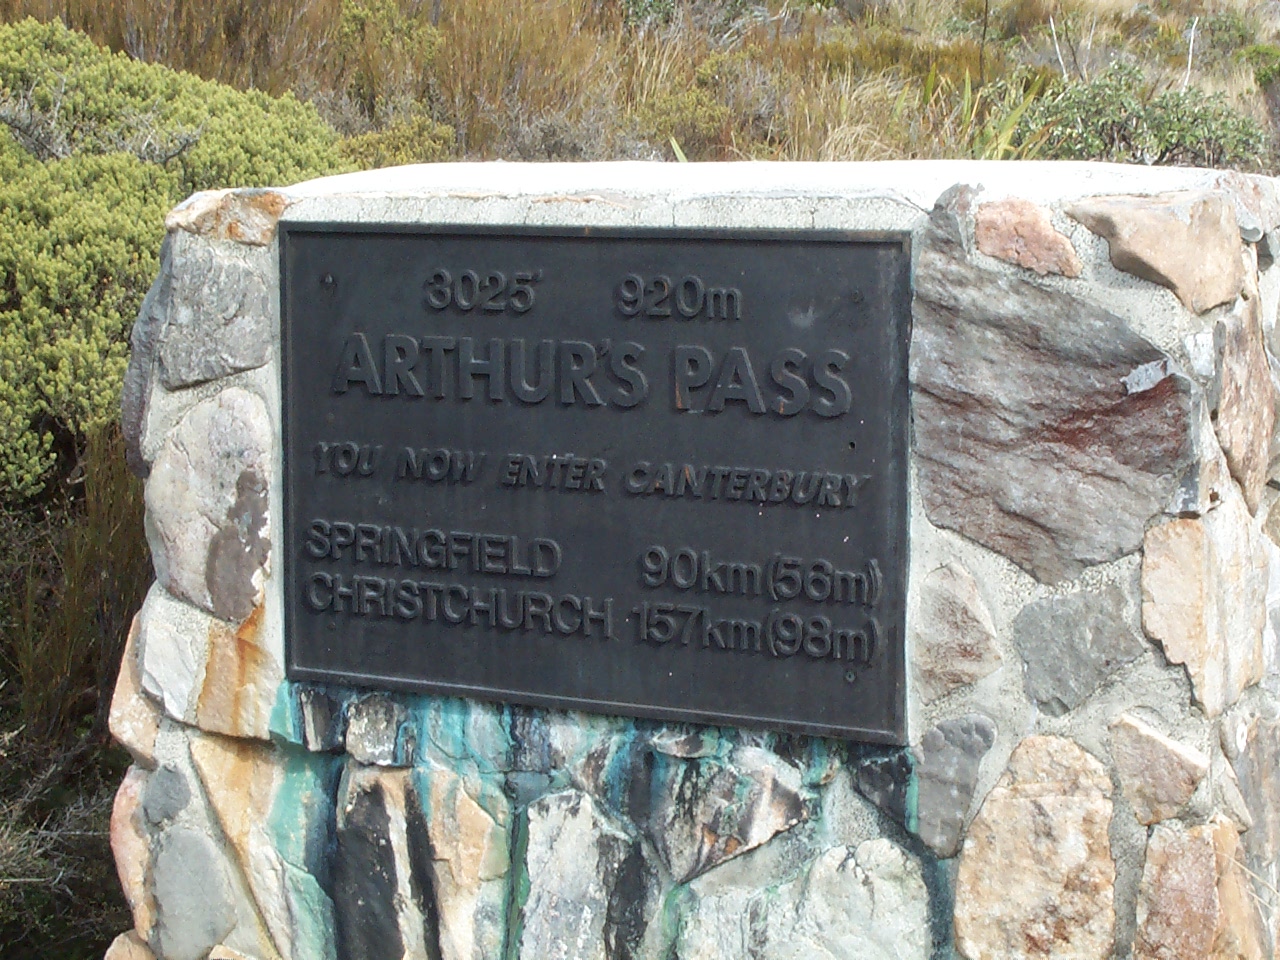 3025' 920m
ARTHUR'S PASS
YOU NOW ENTER CANTERBURY
SPRINGFIELD 90km(56m)
CHRISTCHURCH 157km(98m)